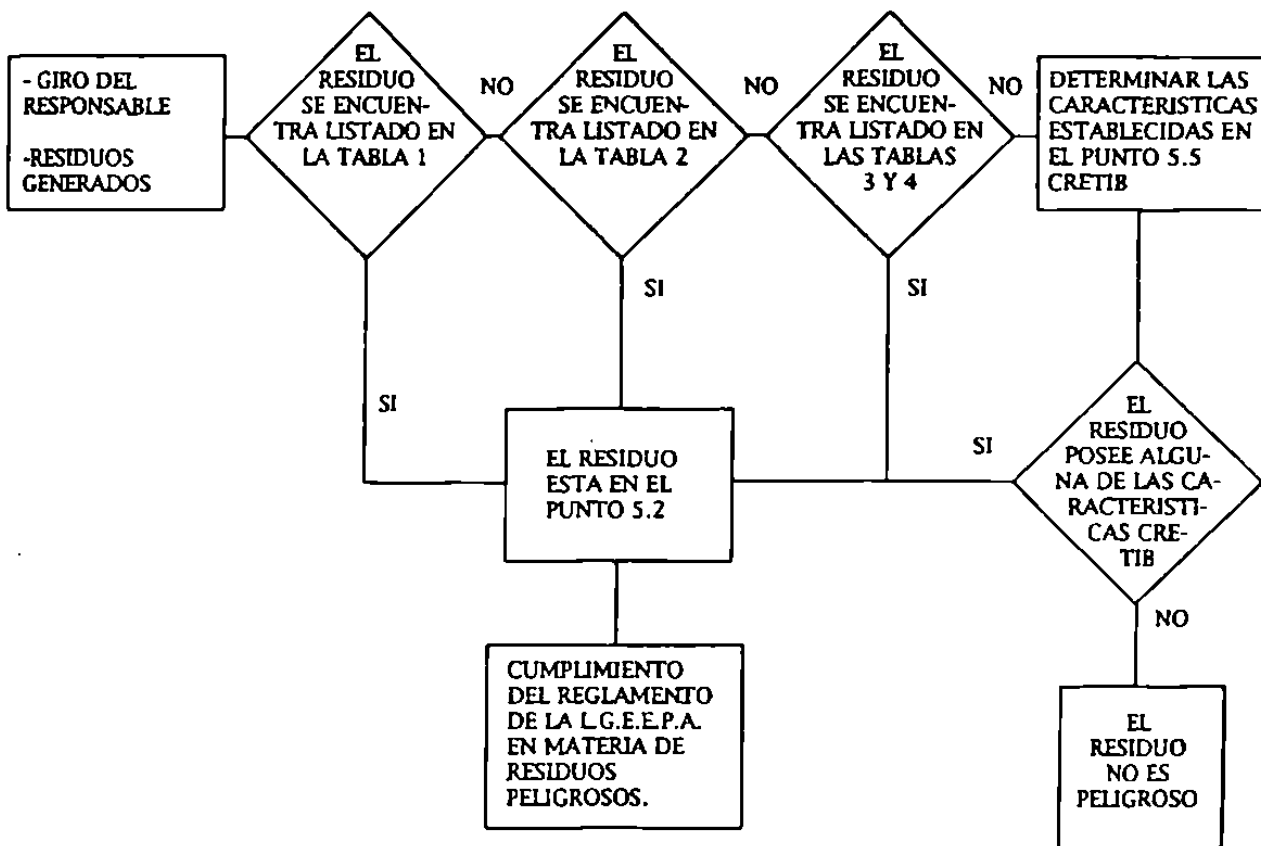 - GIRO DEL
RESPONSABLE
-RESIDUOS
GENERADOS
EL
RESIDUO
SE ENCUEN-
TRA LISTADO EN
LA TABLA 1
NO
EL
RESIDUO
SE ENCUEN-
TRA LISTADO EN
LA TABLA 2
NO
EL
RESIDUO
SE ENCUEN-
TRA LISTADO EN
LAS TABLAS
3 Y 4
NO
DETERMINAR LAS
CARACTERISTICAS
ESTABLECIDAS EN
EL PUNTO 5.5
CRETIB
SI
SI
SI
EL RESIDUO
ESTA EN EL
PUNTO 5.2
SI
EL
RESIDUO
POSEE ALGU-
NA DE LAS CA-
RACTERISTI-
CAS CRE-
TIB
NO
CUMPLIMIENTO
DEL REGLAMENTO
DE LA L.G.E.E.P.A.
EN MATERIA DE
RESIDUOS
PELIGROSOS.
EL
RESIDUO
NO ES
PELIGROSO